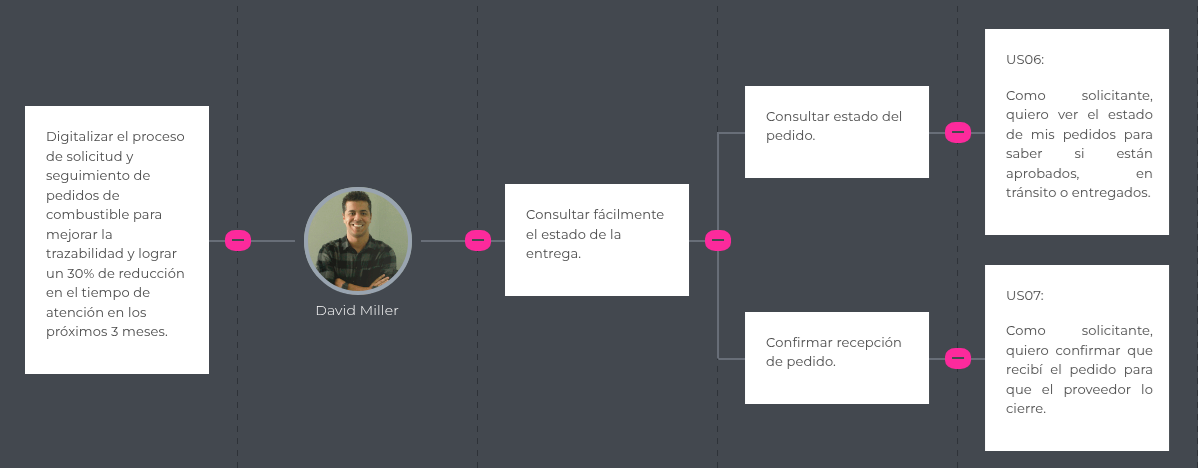 Digitalizar el proceso
de solicitud y
seguimiento de
pedidos de
combustible para
mejorar la
trazabilidad y lograr
un 30% de reducción
en el tiempo de
atención en los
próximos 3 meses.
David Miller
Consultar fácilmente
el estado de la
entrega.
Consultar estado del
pedido.
Confirmar recepción
de pedido.
US06:
Como solicitante,
quiero ver el estado
de mis pedidos para
saber si están
aprobados, en
tránsito o entregados.
US07:
Como solicitante,
quiero confirmar que
recibí el pedido para
que el proveedor lo
cierre.